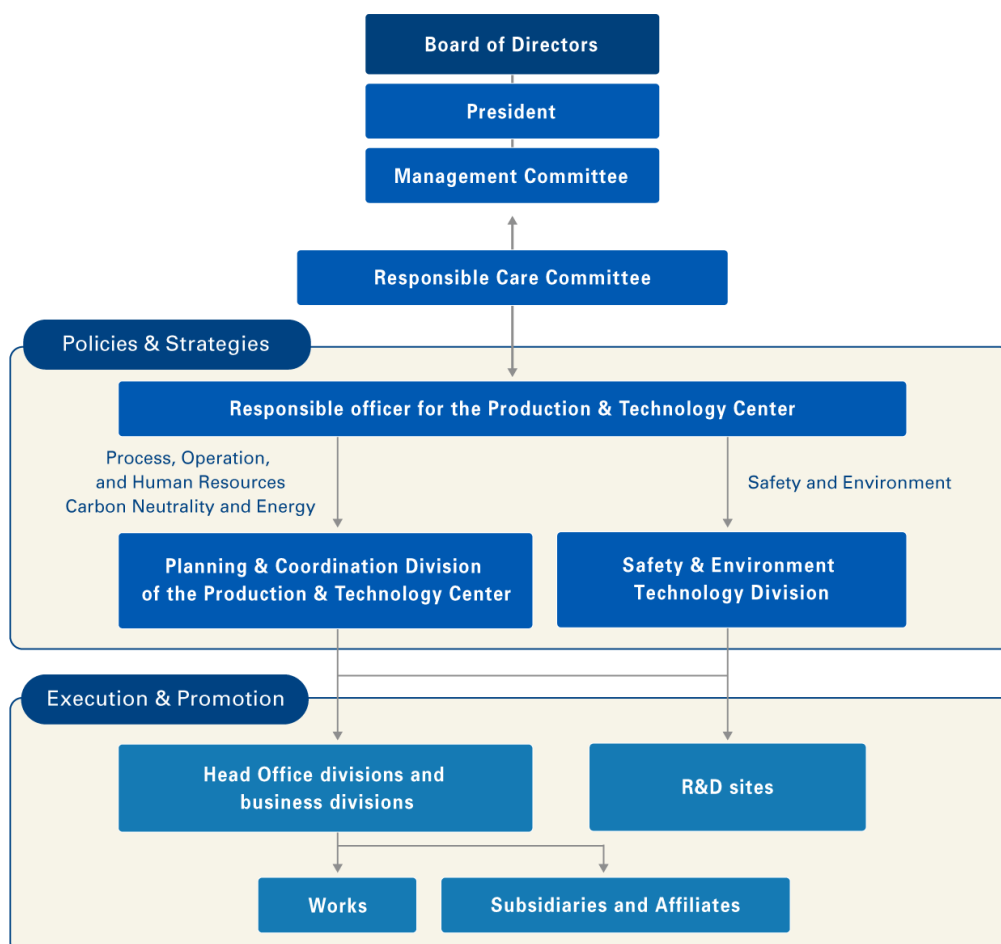 Board of Directors
President
Management Committee
Responsible Care Committee
Policies & Strategies
Responsible officer for the Production & Technology Center
Process, Operation,
and Human Resources
Carbon Neutrality and Energy
Safety and Environment
Planning & Coordination Division
of the Production & Technology Center
Safety & Environment
Technology Division
Execution & Promotion
Head Office divisions and
business divisions
R&D sites
Works
Subsidiaries and Affiliates